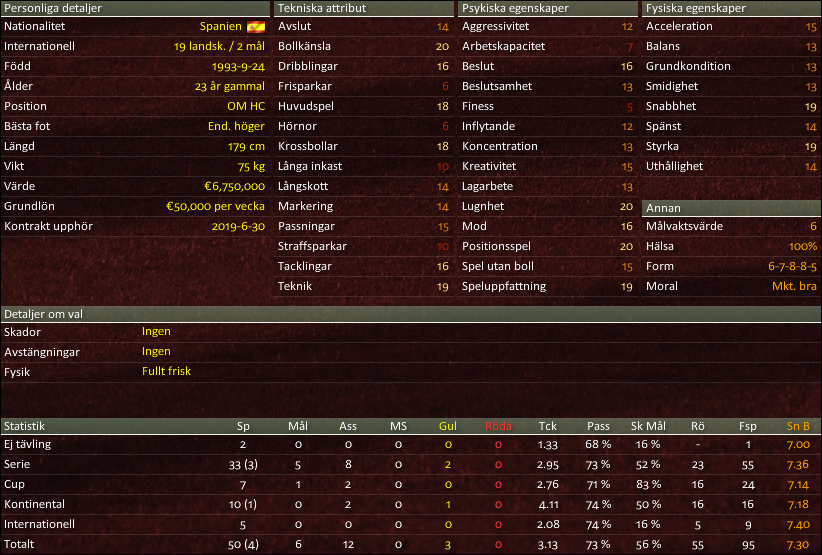 Personliga detaljer
Nationalitet Spanien
Internationell 19 landsk. / 2 mål
Född 1993-9-24
Ålder 23 år gammal
Position OM HC
Bästa fot End. höger
Längd 179 cm
Vikt 75 kg
Värde €6,750,000
Grundlön €50,000 per vecka
Kontrakt upphör 2019-6-30
Tekniska attribut
Avslut 14
Bollkänsla 20
Dribblingar 16
Frisparkar 6
Huvudspel 18
Hörnor 6
Krossbollar 18
Långa inkast 10
Långskott 14
Markering 14
Passningar 15
Straffsparkar 10
Tacklingar 16
Teknik 19
Psykiska egenskaper
Aggressivitet 12
Arbetskapacitet 7
Beslut 16
Beslutsamhet 13
Finess 5
Inflytande 12
Koncentration 13
Kreativitet 15
Lagarbete 13
Lugnhet 20
Mod 16
Positionsspel 20
Spel utan boll 15
Speluppfattning 19
Fysiska egenskaper
Acceleration 15
Balans 13
Grundkondition 13
Smidighet 13
Snabbhet 19
Spänst 14
Styrka 19
Uthållighet 14
Annan
Målvaktsvärde 6
Hälsa 100%
Form 6-7-8-8-5
Moral Mkt. bra
Detaljer om val
Skador Ingen
Avstängningar Ingen
Fysik Fullt frisk
Statistik Sp Mål Ass MS Gul Röda Tck Pass Sk Mål Rö Fsp Sn B
Ej tävling 2 0 0 0 0 0 1.33 68 % 16 % - 1 7.00
Serie 33 (3) 5 8 0 2 0 2.95 73 % 52 % 23 55 7.36
Cup 7 1 2 0 0 0 2.76 71 % 83 % 16 24 7.14
Kontinental 10 (1) 0 2 0 1 0 4.11 74 % 50 % 16 16 7.18
Internationell 5 0 0 0 0 0 2.08 74 % 16 % 5 9 7.40
Totalt 50 (4) 6 12 0 3 0 3.13 73 % 56 % 55 95 7.30